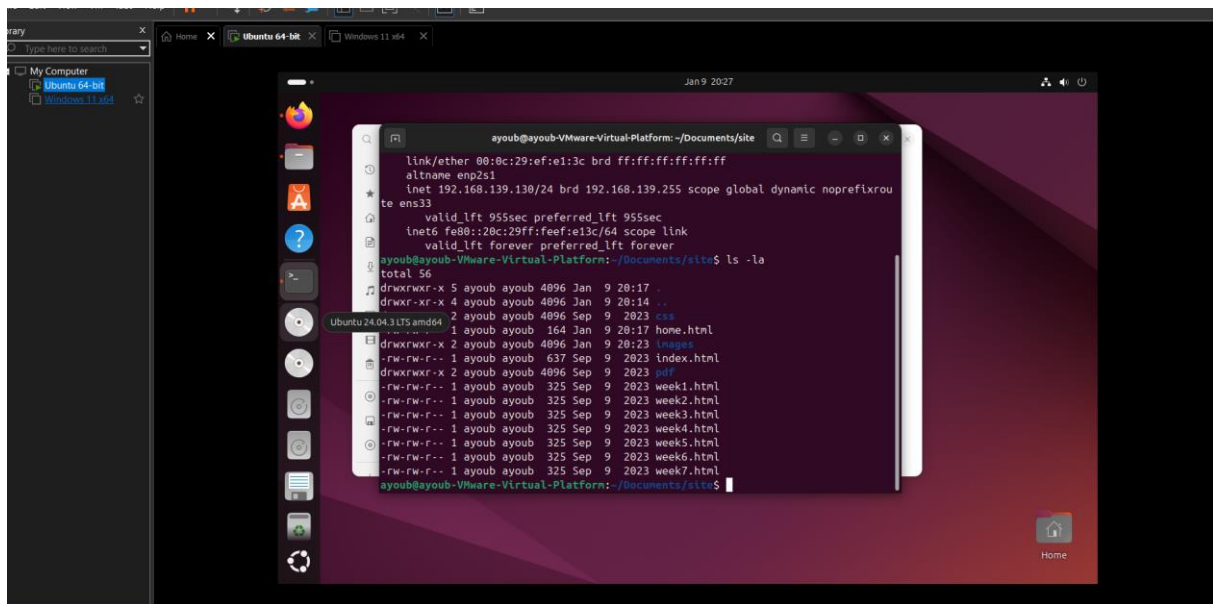 Home X Ubuntu 64-bit X Windows 11 x64 X
X
Type here to search
My Computer
Ubuntu 64-bit
Windows 11 x64
Jan 9 20:27
ayoub@ayoub-VMware-Virtual-Platform: ~/Documents/site
link/ether 00:0c:29:ef:e1:3c brd ff:ff:ff:ff:ff:ff
altname enp2s1
inet 192.168.139.130/24 brd 192.168.139.255 scope global dynamic noprefixrou
te ens33
valid_lft 955sec preferred_lft 955sec
inet6 fe80::20c:29ff:feef:e13c/64 scope link
valid_lft forever preferred_lft forever
ayoub@ayoub-VMware-Virtual-Platform:~/Documents/site$ ls -la
total 56
drwxrwxr-x 5 ayoub ayoub 4096 Jan 9 20:17 .
drwxr-xr-x 4 ayoub ayoub 4096 Jan 9 20:14 ..
2 ayoub ayoub 4096 Sep 9 2023 css
1 ayoub ayoub 164 Jan 9 20:17 home.html
drwxrwxr-x 2 ayoub ayoub 4096 Jan 9 20:23 images
-rw-rw-r-- 1 ayoub ayoub 637 Sep 9 2023 index.html
drwxrwxr-x 2 ayoub ayoub 4096 Sep 9 2023 pdf
-rw-rw-r-- 1 ayoub ayoub 325 Sep 9 2023 week1.html
-rw-rw-r-- 1 ayoub ayoub 325 Sep 9 2023 week2.html
-rw-rw-r-- 1 ayoub ayoub 325 Sep 9 2023 week3.html
-rw-rw-r-- 1 ayoub ayoub 325 Sep 9 2023 week4.html
-rw-rw-r-- 1 ayoub ayoub 325 Sep 9 2023 week5.html
-rw-rw-r-- 1 ayoub ayoub 325 Sep 9 2023 week6.html
-rw-rw-r-- 1 ayoub ayoub 325 Sep 9 2023 week7.html
ayoub@ayoub-VMware-Virtual-Platform:~/Documents/site$
Ubuntu 24.04.3 LTS amd64
Home